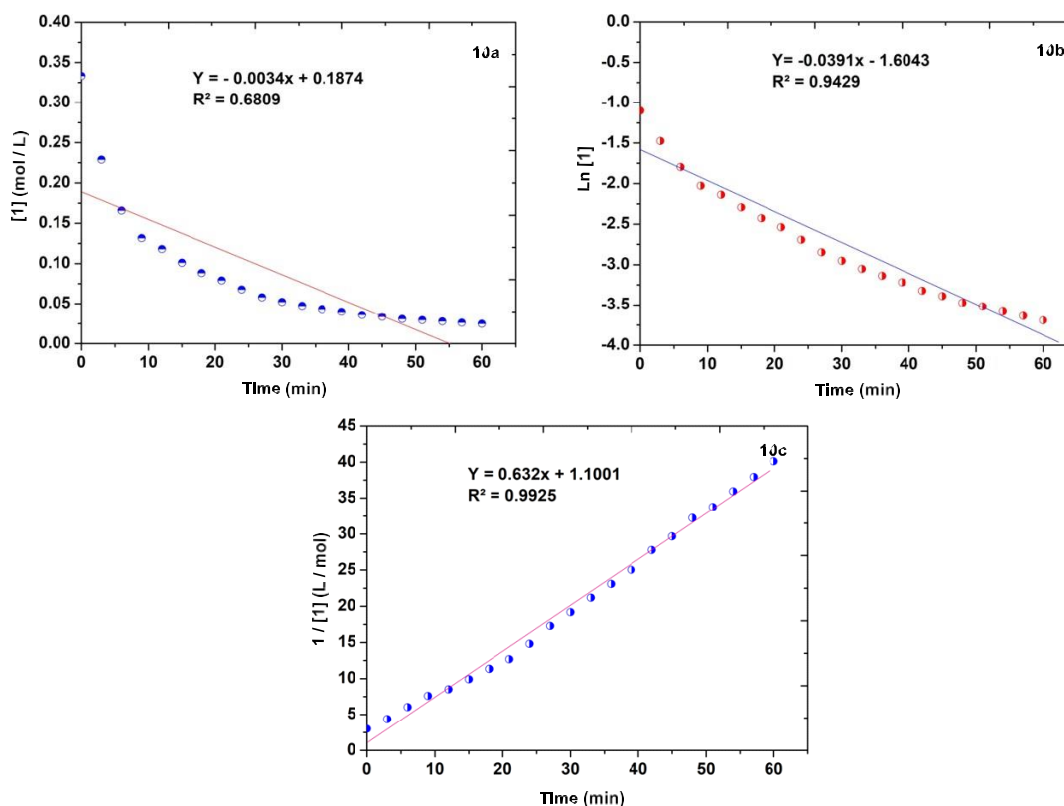 10a
Y = - 0.0034x + 0.1874
R² = 0.6809
[1] (mol / L)
0.40
0.35
0.30
0.25
0.20
0.15
0.10
0.05
0.00
0 10 20 30 40 50 60
Time (min)
10b
Y= -0.0391x - 1.6043
R² = 0.9429
Ln [1]
0.0
-0.5
-1.0
-1.5
-2.0
-2.5
-3.0
-3.5
-4.0
0 10 20 30 40 50 60
Time (min)
10c
Y = 0.632x + 1.1001
R² = 0.9925
1 / [1] (L / mol)
45
40
35
30
25
20
15
10
5
0
0 10 20 30 40 50 60
Time (min)